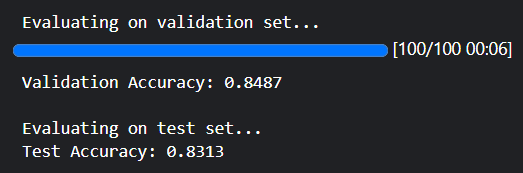 Evaluating on validation set...
[100/100 00:06]
Validation Accuracy: 0.8487
Evaluating on test set...
Test Accuracy: 0.8313